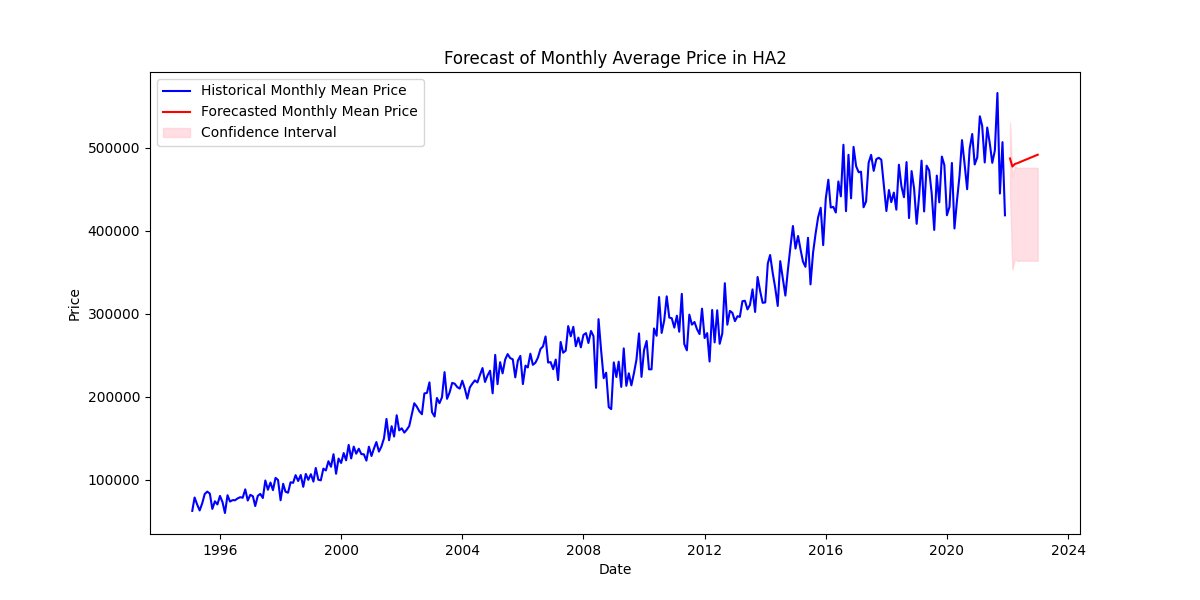 Forecast of Monthly Average Price in HA2
Historical Monthly Mean Price
Forecasted Monthly Mean Price
Confidence Interval
Price
500000
400000
300000
200000
100000
1996 2000 2004 2008 2012 2016 2020 2024
Date